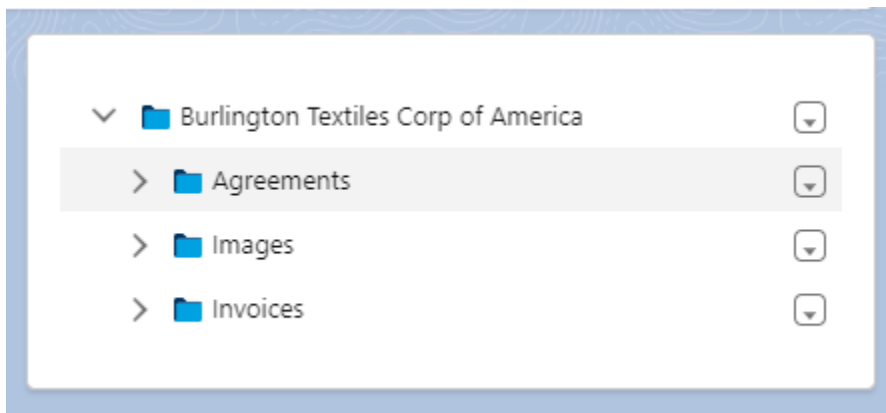 Burlington Textiles Corp of America
Agreements
Images
Invoices